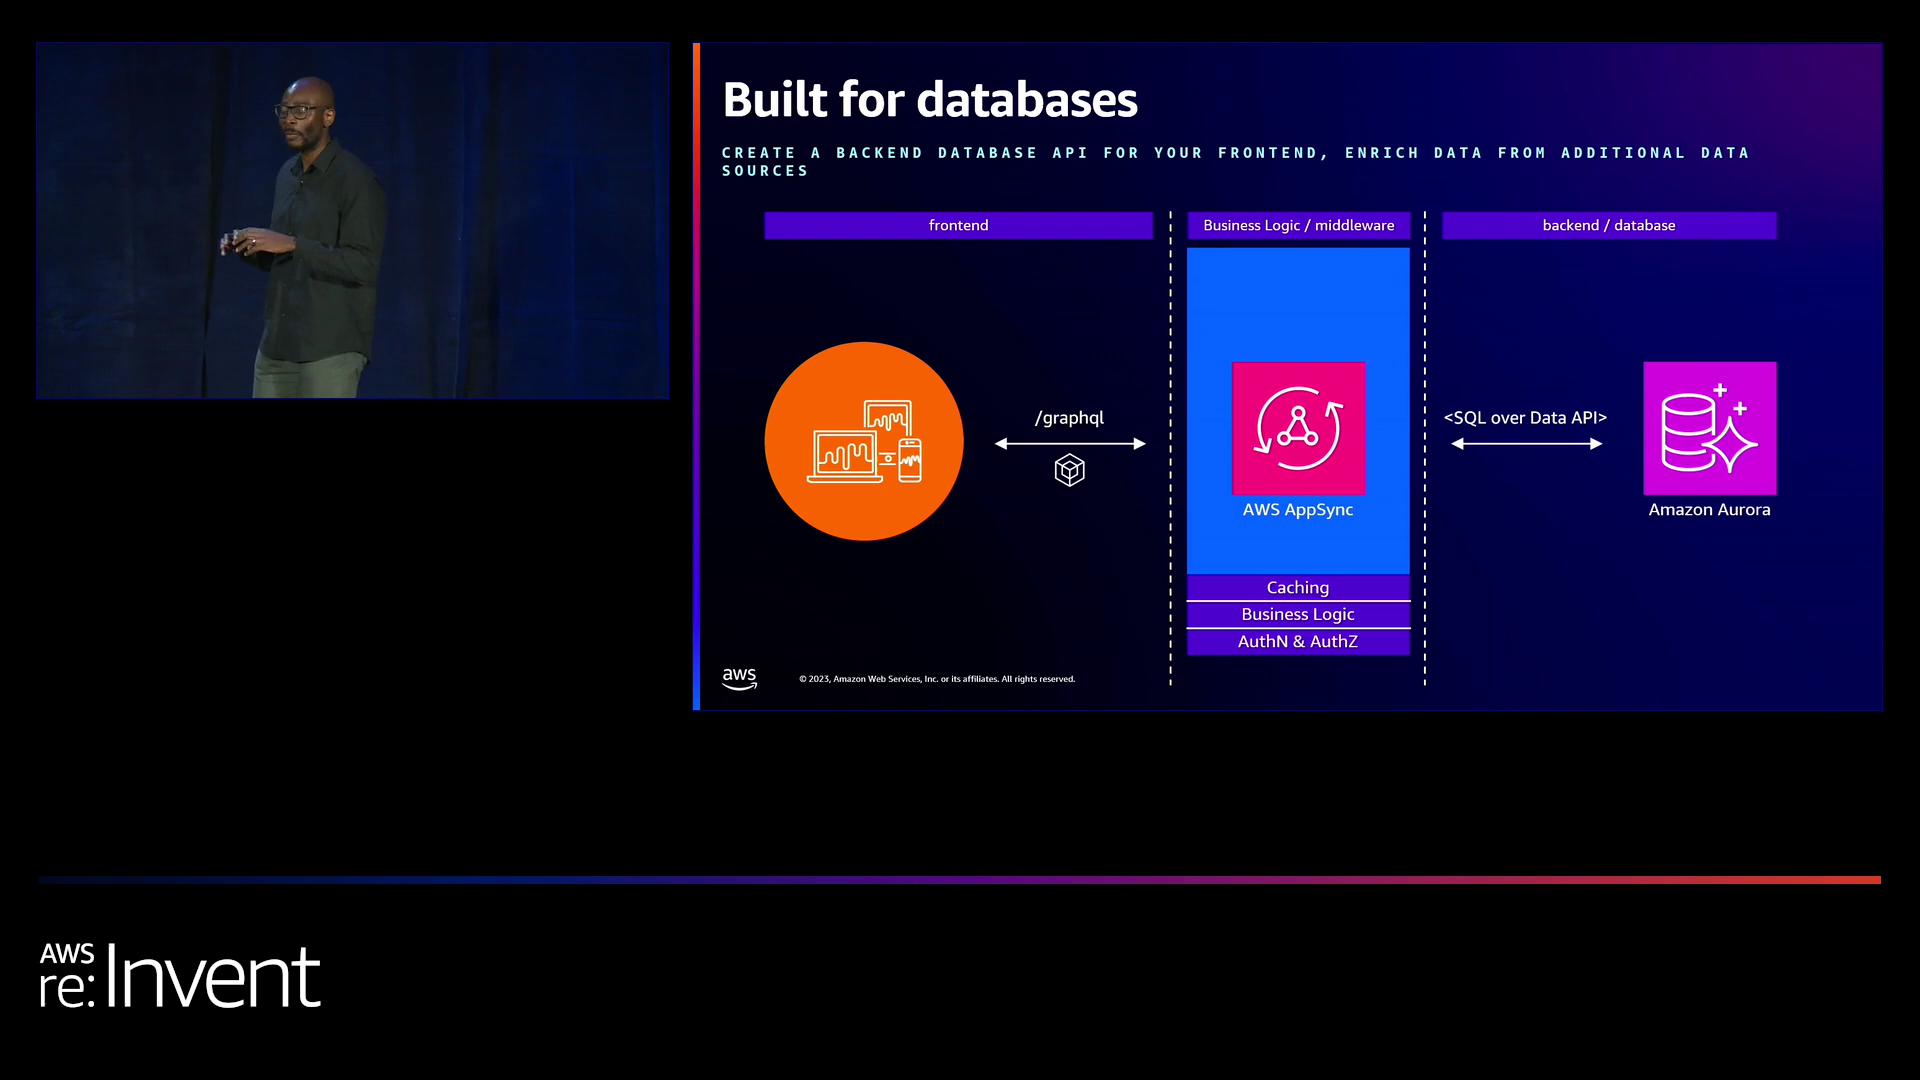 Built for databases
CREATE A BACKEND DATABASE API FOR YOUR FRONTEND, ENRICH DATA FROM ADDITIONAL DATA
SOURCES
frontend
Business Logic / middleware
backend / database
/graphql
<SQL over Data API>
AWS AppSync
Amazon Aurora
Caching
Business Logic
AuthN & AuthZ
aws
© 2023, Amazon Web Services, Inc. or its affiliates. All rights reserved.
AWS
re:Invent